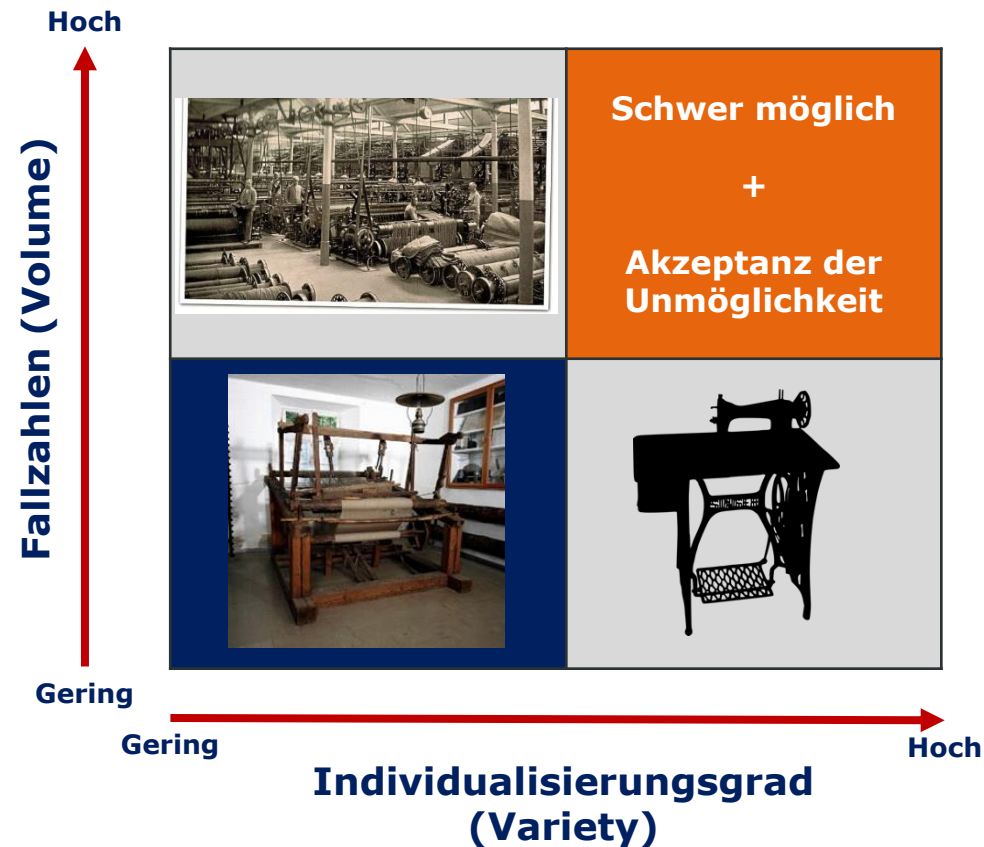 Hoch
Schwer möglich
+
Akzeptanz der
Unmöglichkeit
Fallzahlen (Volume)
Gering
Gering
Hoch
Individualisierungsgrad
(Variety)